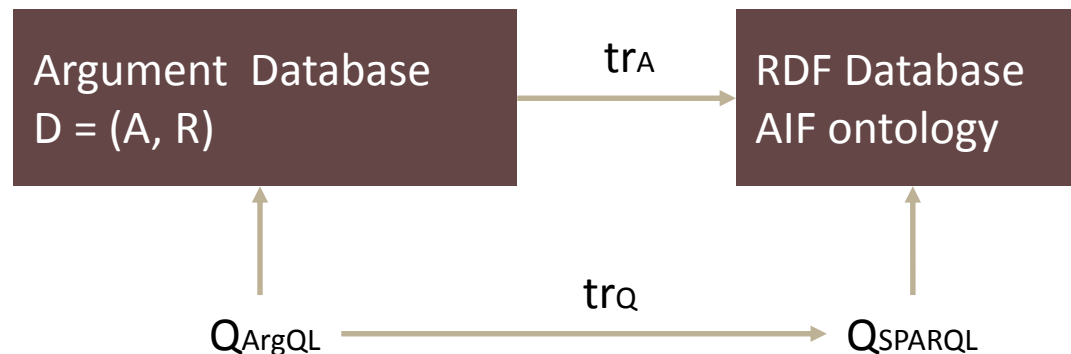 Argument Database
D = (A, R)
trA
RDF Database
AIF ontology
trQ
QArgQL
QSPARQL